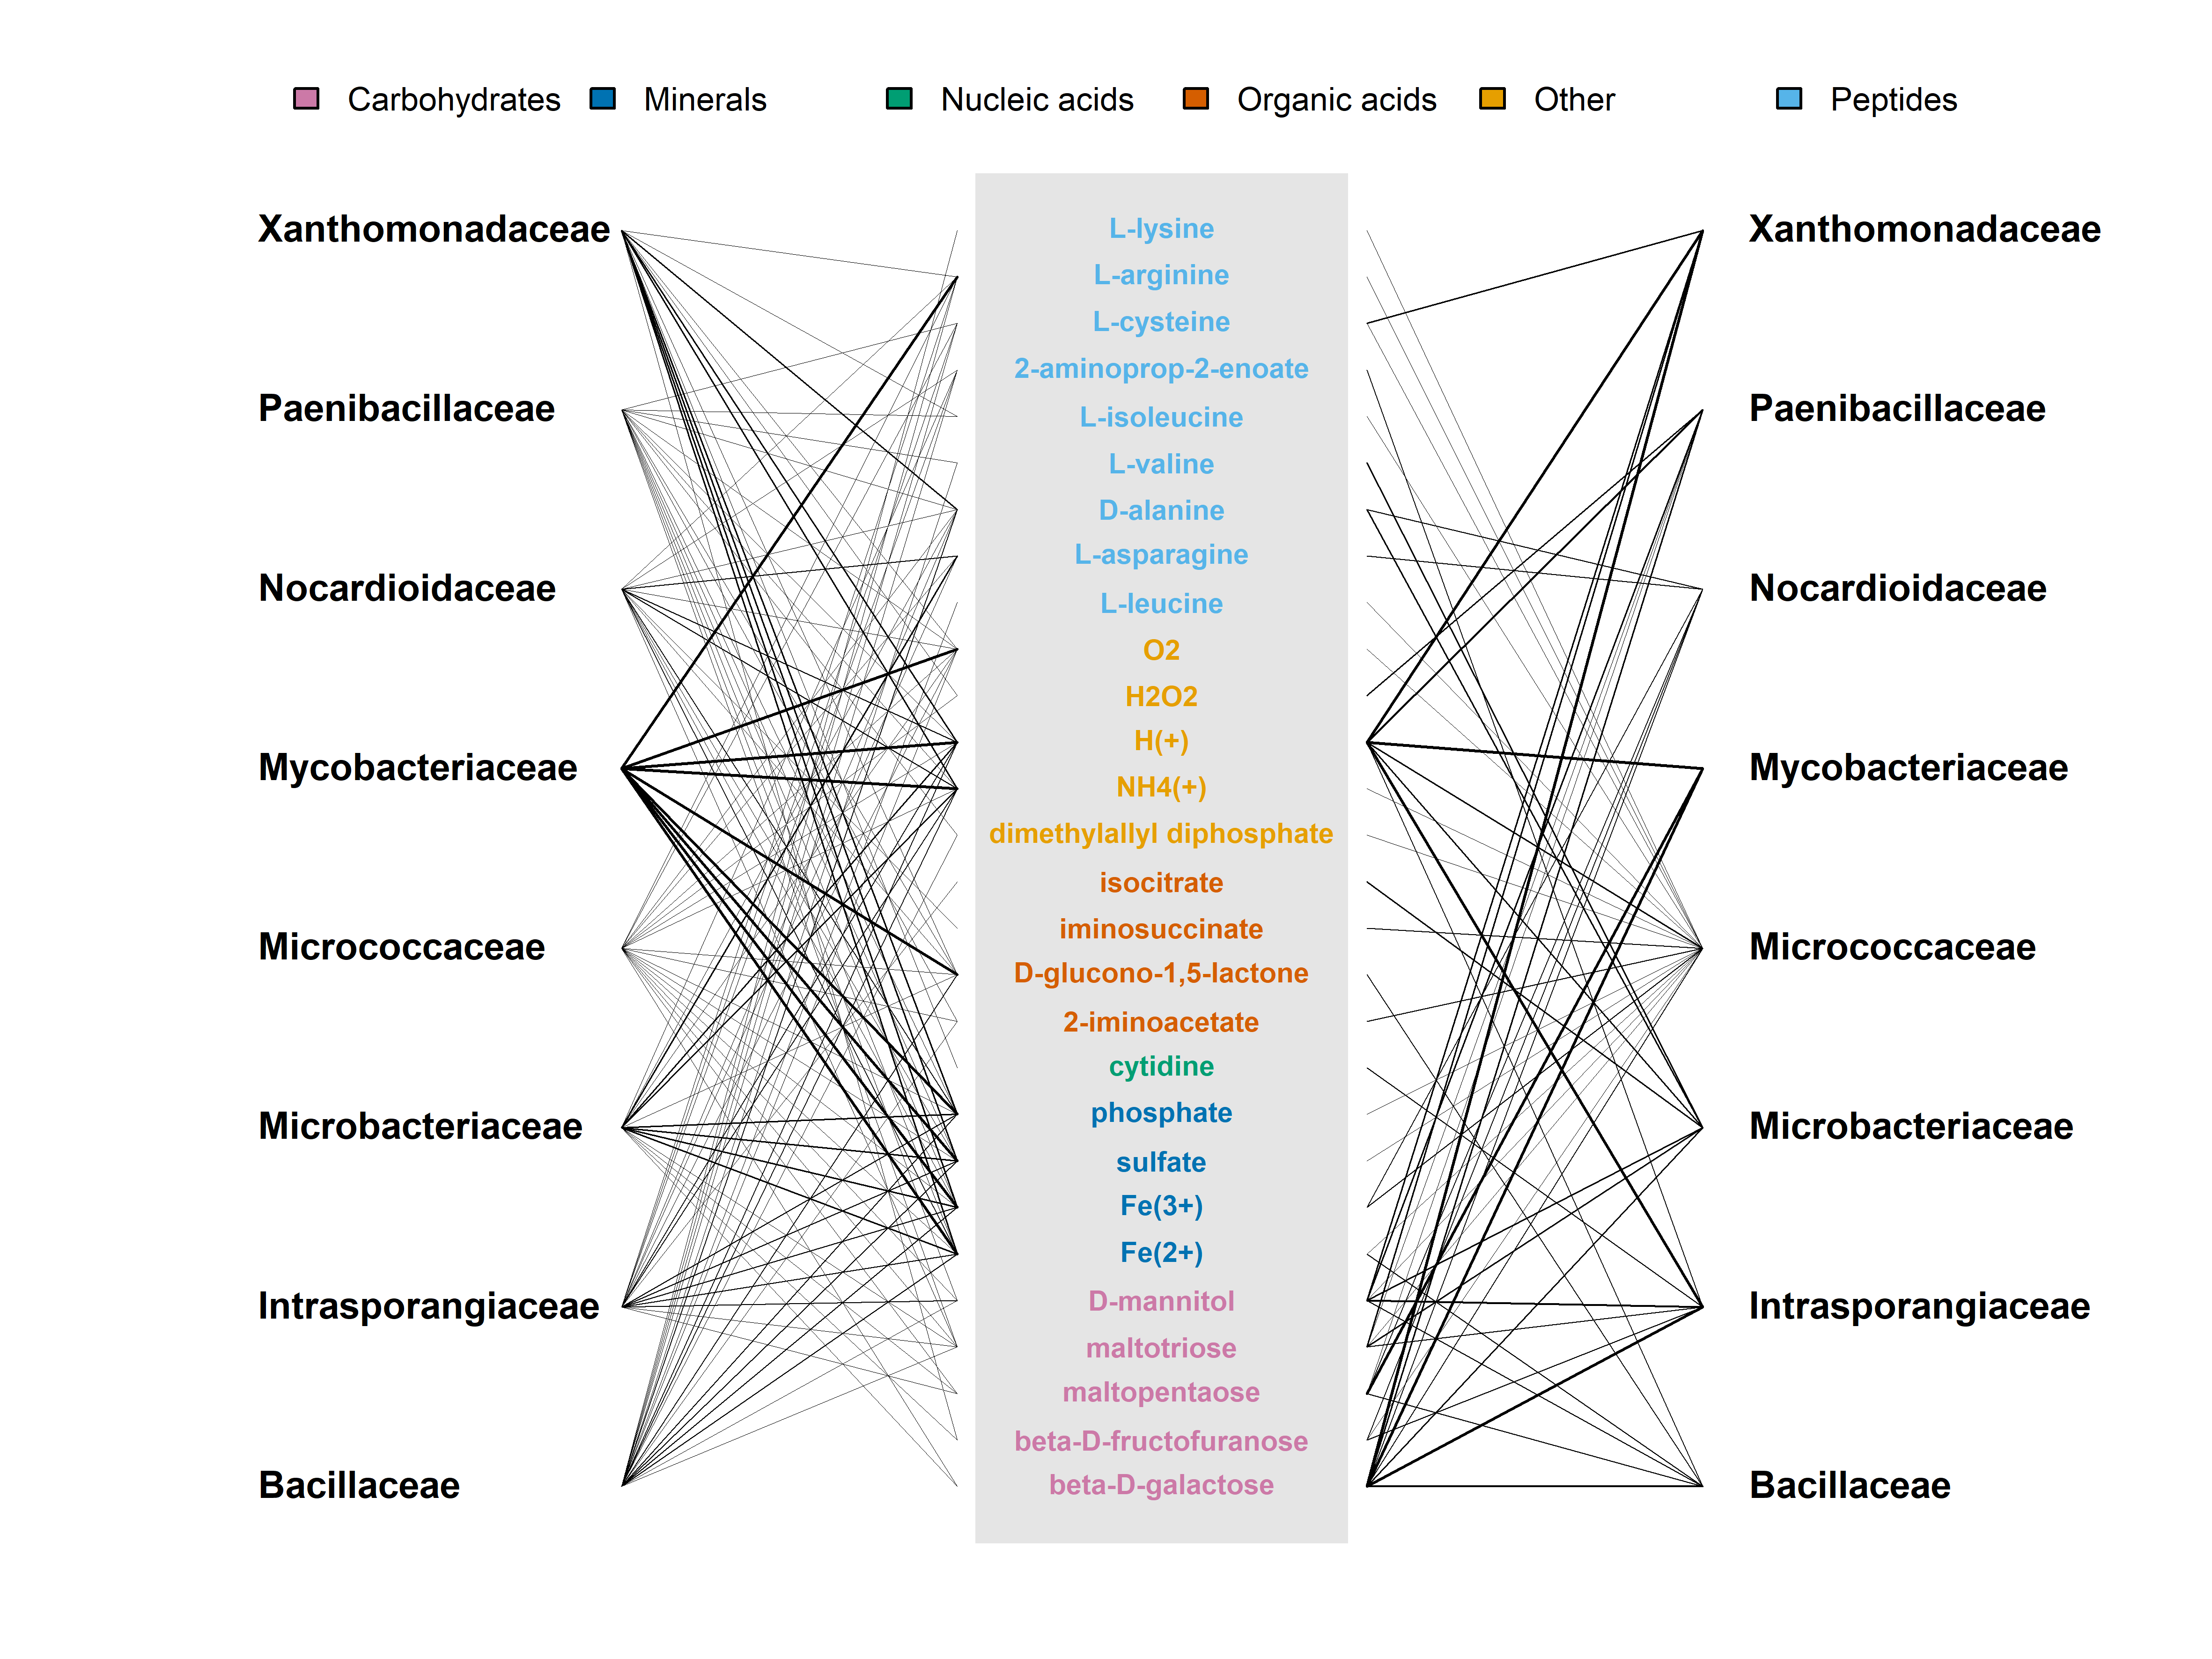 Carbohydrates Minerals Nucleic acids Organic acids Other Peptides
Xanthomonadaceae
Paenibacillaceae
Nocardioidaceae
Mycobacteriaceae
Micrococcaceae
Microbacteriaceae
Intrasporangiaceae
Bacillaceae
L-lysine
L-arginine
L-cysteine
2-aminoprop-2-enoate
L-isoleucine
L-valine
D-alanine
L-asparagine
L-leucine
O2
H2O2
H(+)
NH4(+)
dimethylallyl diphosphate
isocitrate
iminosuccinate
D-glucono-1,5-lactone
2-iminoacetate
cytidine
phosphate
sulfate
Fe(3+)
Fe(2+)
D-mannitol
maltotriose
maltopentaose
beta-D-fructofuranose
beta-D-galactose
Xanthomonadaceae
Paenibacillaceae
Nocardioidaceae
Mycobacteriaceae
Micrococcaceae
Microbacteriaceae
Intrasporangiaceae
Bacillaceae